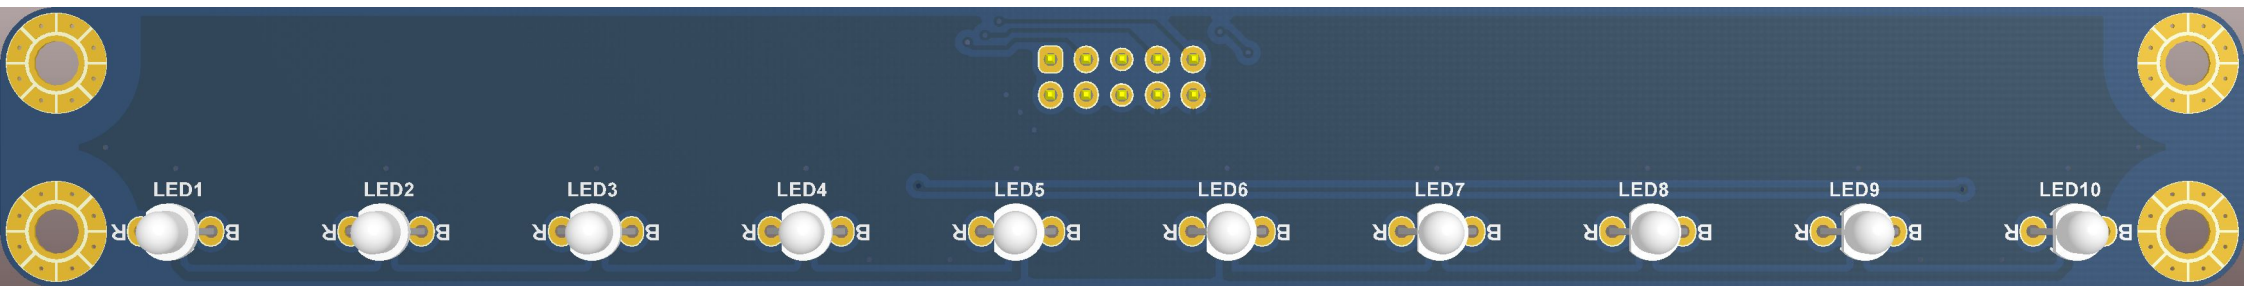 LED1 LED2 LED3 LED4 LED5 LED6 LED7 LED8 LED9 LED10
R B R B R B R B R B R B R B R B R B R B